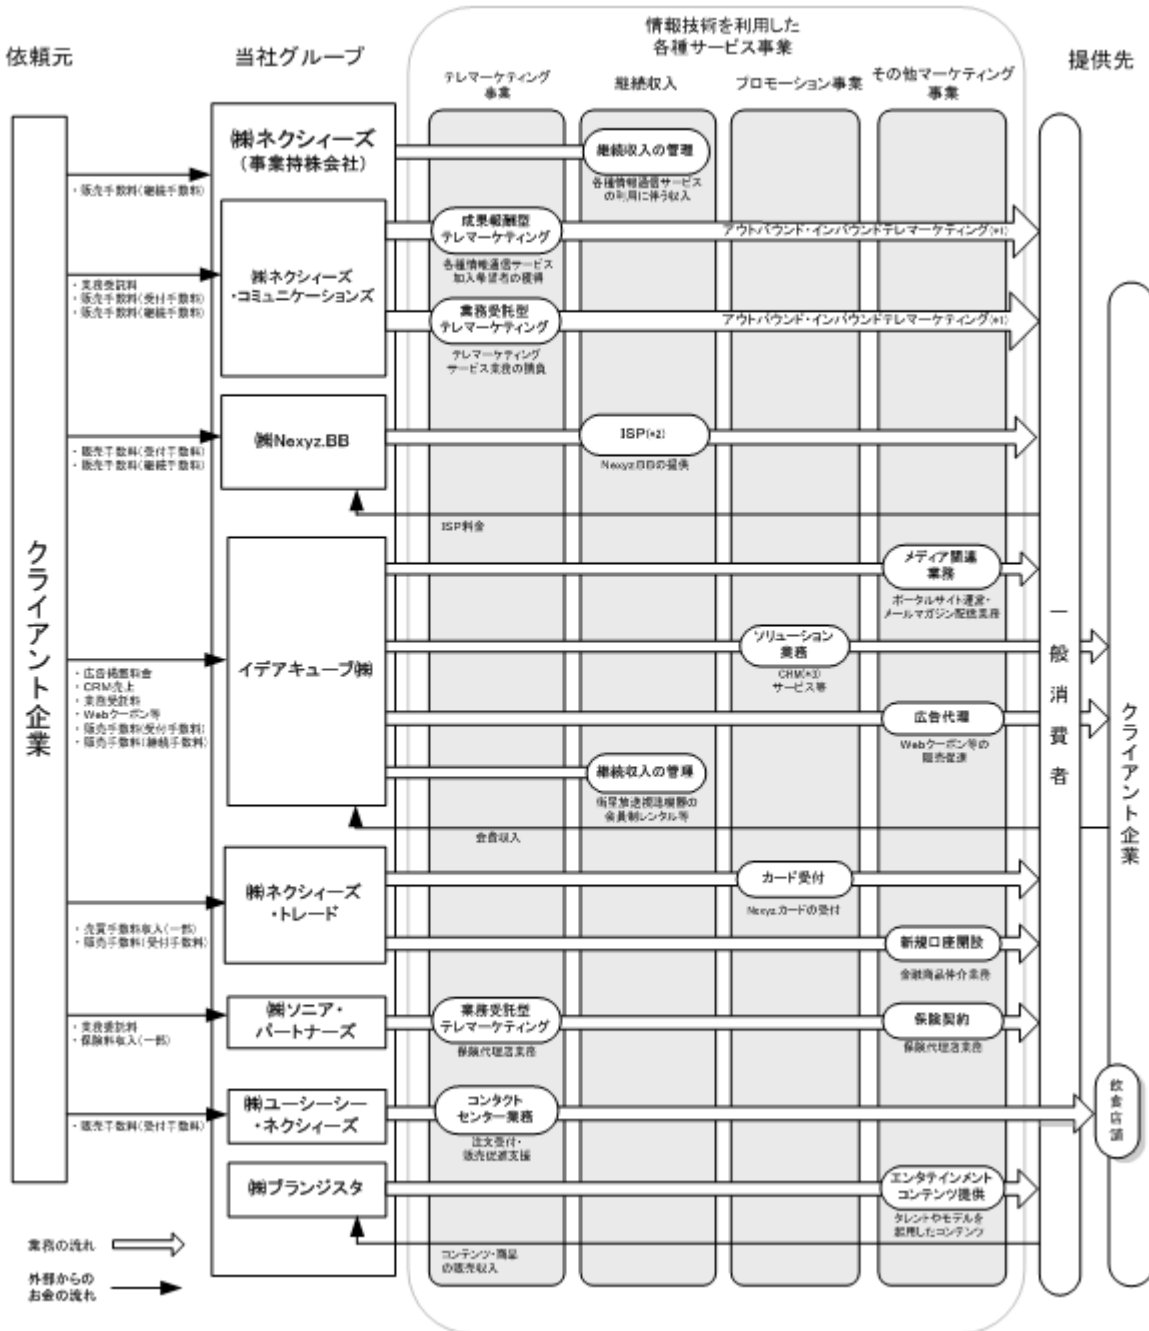 情報技術を利用した
各種サービス事業
依頼元
当社グループ
提供先
テレマーケティング
事業
継続収入
プロモーション事業
その他マーケティング
事業
クライアント企業
㈱ネクシィーズ
（事業持株会社）
・販売手数料(継続手数料)
継続収入の管理
各種情報通信サービス
の利用に伴う収入
㈱ネクシィーズ
・コミュニケーションズ
・業務受託料
・販売手数料(受付手数料)
・販売手数料(継続手数料)
成果報酬型
テレマーケティング
各種情報通信サービス
加入希望者の獲得
アウトバウンド・インバウンドテレマーケティング(*1)
業務受託型
テレマーケティング
テレマーケティング
サービス業務の請負
アウトバウンド・インバウンドテレマーケティング(*1)
㈱Nexyz.BB
・販売手数料(受付手数料)
・販売手数料(継続手数料)
ISP(*2)
Nexyz.BBの提供
ISP料金
イデアキューブ㈱
・広告掲載料金
・CRM売上
・業務受託料
・Webクーポン等
・販売手数料(受付手数料)
・販売手数料(継続手数料)
メディア関連
業務
ポータルサイト運営・
メールマガジン配信業務
ソリューション
業務
CRM(*3)
サービス等
広告代理
Webクーポン等の
販売促進
継続収入の管理
衛星放送視聴機器の
会員制レンタル等
会費収入
㈱ネクシィーズ
・トレード
・売買手数料収入(一部)
・販売手数料(受付手数料)
カード受付
Nexyz.カードの受付
新規口座開設
金融商品仲介業務
㈱ソニア・
パートナーズ
・業務委託料
・保険料収入(一部)
業務受託型
テレマーケティング
保険代理店業務
保険契約
保険代理店業務
㈱ユーシーシー
・ネクシィーズ
・販売手数料(受付手数料)
コンタクト
センター業務
注文受付・
販売促進支援
㈱ブランジスタ
エンタテインメント
コンテンツ提供
タレントやモデルを
起用したコンテンツ
コンテンツ・商品
の販売収入
一般消費者
クライアント企業
飲食店舗
業務の流れ
外部からの
お金の流れ